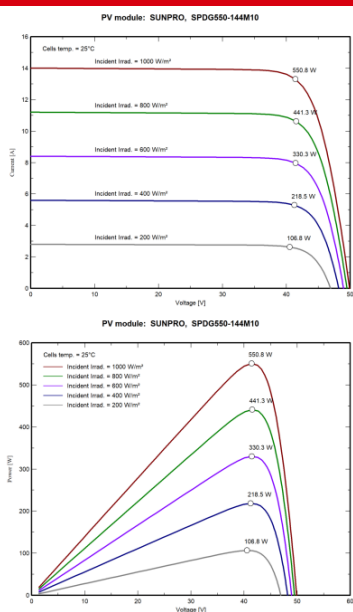 PV module: SUNPRO, SPDG550-144M10
16
Cells temp. = 25°C
Incident Irrad. = 1000 W/m²
550.8 W
14
12
Incident Irrad. = 800 W/m²
441.3 W
10
Incident Irrad. = 600 W/m²
330.3 W
8
Current [A]
6
Incident Irrad. = 400 W/m²
218.5 W
4
Incident Irrad. = 200 W/m²
108.8 W
2
0
0 10 20 30 40 50
Voltage [V]
PV module: SUNPRO, SPDG550-144M10
600
Cells temp. = 25°C
550.8 W
Incident Irrad. = 1000 W/m²
Incident Irrad. = 800 W/m²
500
Incident Irrad. = 600 W/m²
Incident Irrad. = 400 W/m²
Incident Irrad. = 200 W/m²
441.3 W
400
330.3 W
300
Power [W]
218.5 W
200
108.8 W
100
0
0 10 20 30 40 50
Voltage [V]